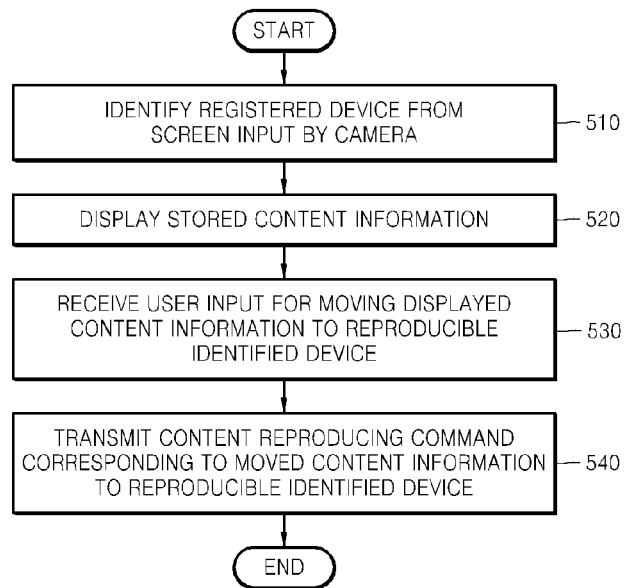 START
IDENTIFY REGISTERED DEVICE FROM
SCREEN INPUT BY CAMERA
510
DISPLAY STORED CONTENT INFORMATION
520
RECEIVE USER INPUT FOR MOVING DISPLAYED
CONTENT INFORMATION TO REPRODUCIBLE
IDENTIFIED DEVICE
530
TRANSMIT CONTENT REPRODUCING COMMAND
CORRESPONDING TO MOVED CONTENT INFORMATION
TO REPRODUCIBLE IDENTIFIED DEVICE
540
END